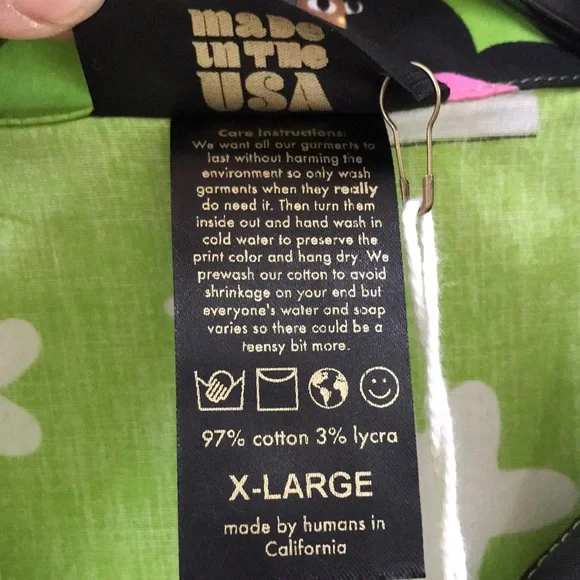 MADE
IN THE
USA
Care Instructions:
We want all our garments to
last without harming the
environment so only wash
garments when they really
do need it. Then turn them
inside out and hand wash in
cold water to preserve the
print color and hang dry. We
prewash our cotton to avoid
shrinkage on your end but
everyone's water and soap
varies so there could be a
teensy bit more.
97% cotton 3% lycra
X-LARGE
made by humans in
California